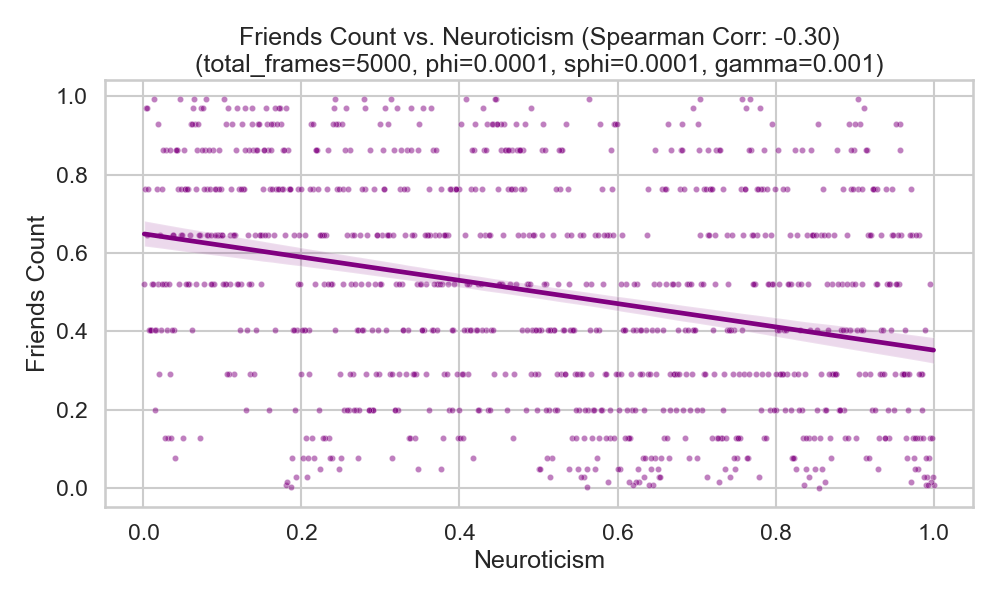 Friends Count vs. Neuroticism (Spearman Corr: -0.30)
(total_frames=5000, phi=0.0001, sphi=0.0001, gamma=0.001)
1.0
0.8
0.6
0.4
0.2
0.0
Friends Count
0.0 0.2 0.4 0.6 0.8 1.0
Neuroticism